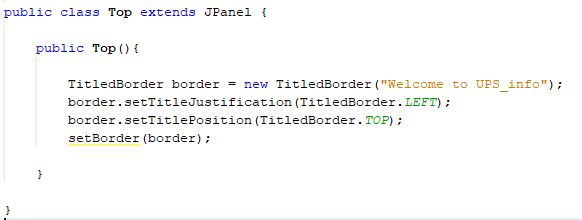 public class Top extends JPanel {
public Top(){
TitledBorder border = new TitledBorder("Welcome to UPS_info");
border.setTitleJustification(TitledBorder.LEFT);
border.setTitlePosition(TitledBorder.TOP);
setBorder(border);
}
}